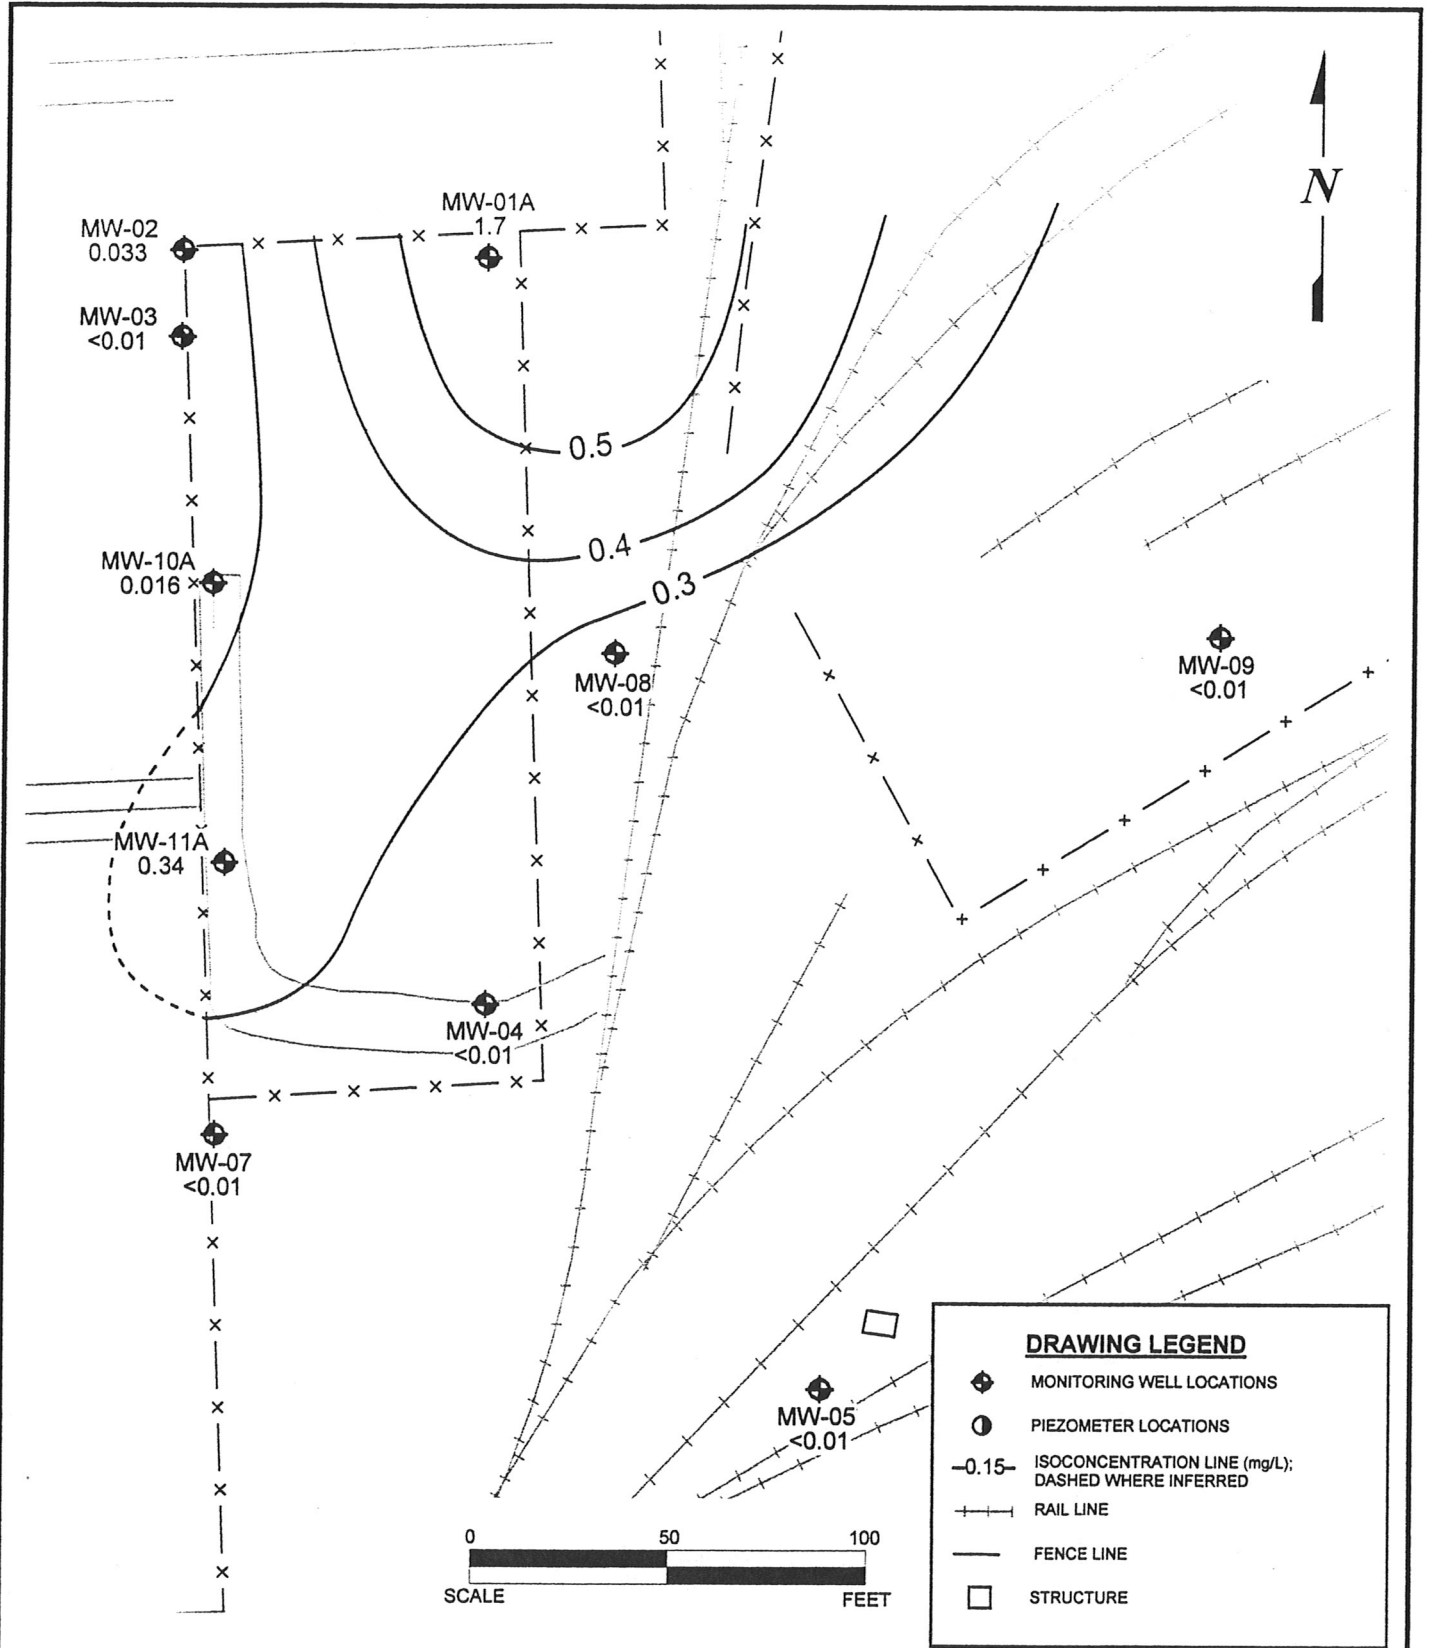 N
MW-01A
1.7
MW-02
0.033
MW-03
<0.01
0.5
0.4
MW-10A
0.016
0.3
MW-08
<0.01
MW-09
<0.01
MW-11A
0.34
MW-04
<0.01
MW-07
<0.01
MW-05
<0.01
DRAWING LEGEND
MONITORING WELL LOCATIONS
PIEZOMETER LOCATIONS
0.15
ISOCONCENTRATION LINE (mg/L);
DASHED WHERE INFERRED
RAIL LINE
FENCE LINE
STRUCTURE
0 50 100
SCALE FEET